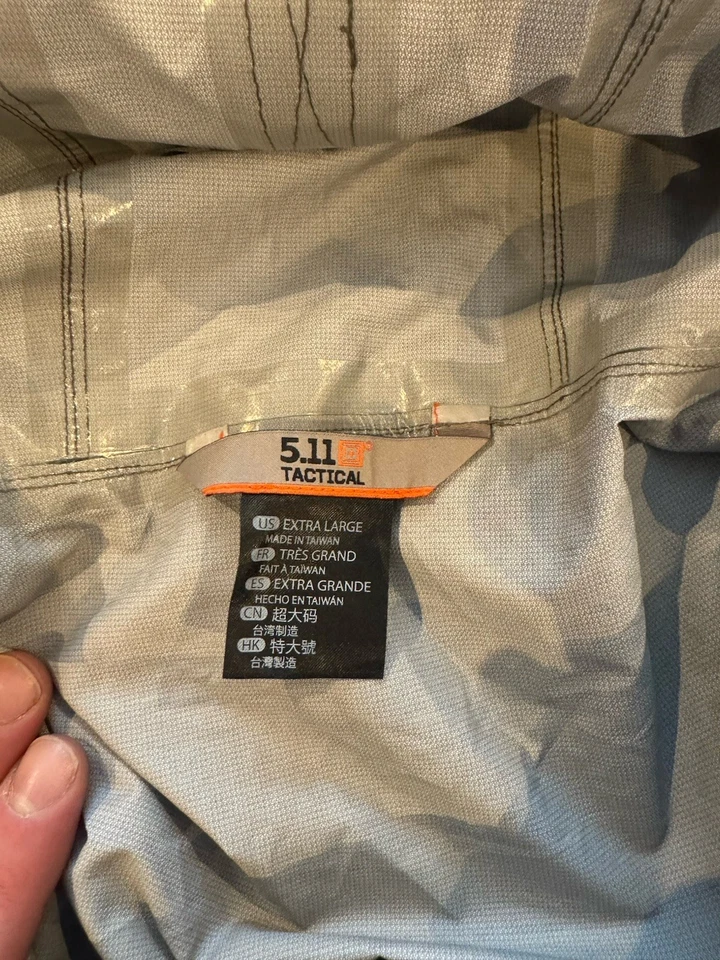 5.11
TACTICAL
US EXTRA LARGE
MADE IN TAIWAN
FR TRÈS GRAND
FAIT À TAÏWAN
ES EXTRA GRANDE
HECHO EN TAIWÁN
CN 超大码
台湾制造
HK 特大號
台灣製造